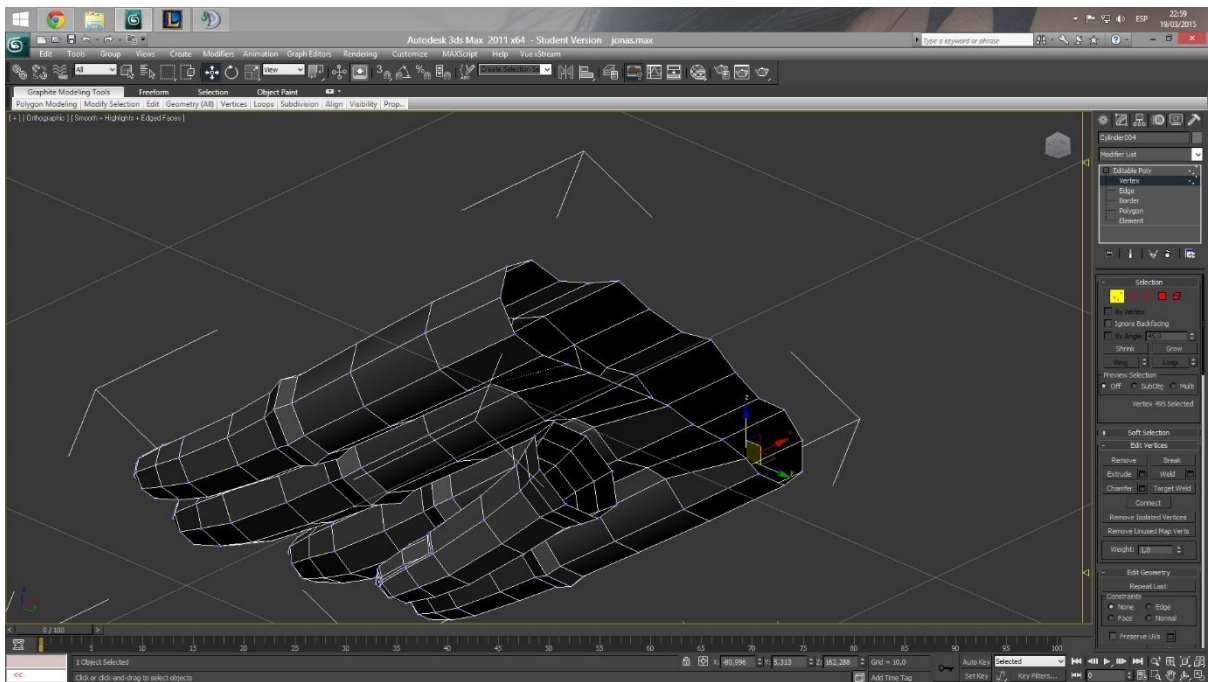 22:59
ESP
19/03/2015
Autodesk 3ds Max 2011 x64 - Student Version jonas.max
Type a keyword or phrase
Edit Tools Group Views Create Modifiers Animation Graph Editors Rendering Customize MAXScript Help Vue xStream
All
View
Create Selection Se
Graphite Modeling Tools Freeform Selection Object Paint
Polygon Modeling Modify Selection Edit Geometry (All) Vertices Loops Subdivision Align Visibility Prop...
[ + ] [ Orthographic ] [ Smooth + Highlights + Edged Faces ]
Cylinder004
Modifier List
Editable Poly
Vertex
Edge
Border
Polygon
Element
Selection
By Vertex
Ignore Backfacing
By Angle: 45,0
Shrink Grow
Ring Loop
Preview Selection
Off SubObj Multi
Vertex 495 Selected
Soft Selection
Edit Vertices
Remove Break
Extrude Weld
Chamfer Target Weld
Connect
Remove Isolated Vertices
Remove Unused Map Verts
Weight: 1,0
Edit Geometry
Repeat Last
Constraints
None Edge
Face Normal
Preserve UVs
z
x
0 / 100
5 10 15 20 25 30 35 40 45 50 55 60 65 70 75 80 85 90 95 100
1 Object Selected
X: -80,996 Y: 5,313 Z: 162,288 Grid = 10,0
Auto Key Selected
Click or click-and-drag to select objects
Add Time Tag
Set Key Key Filters... 0